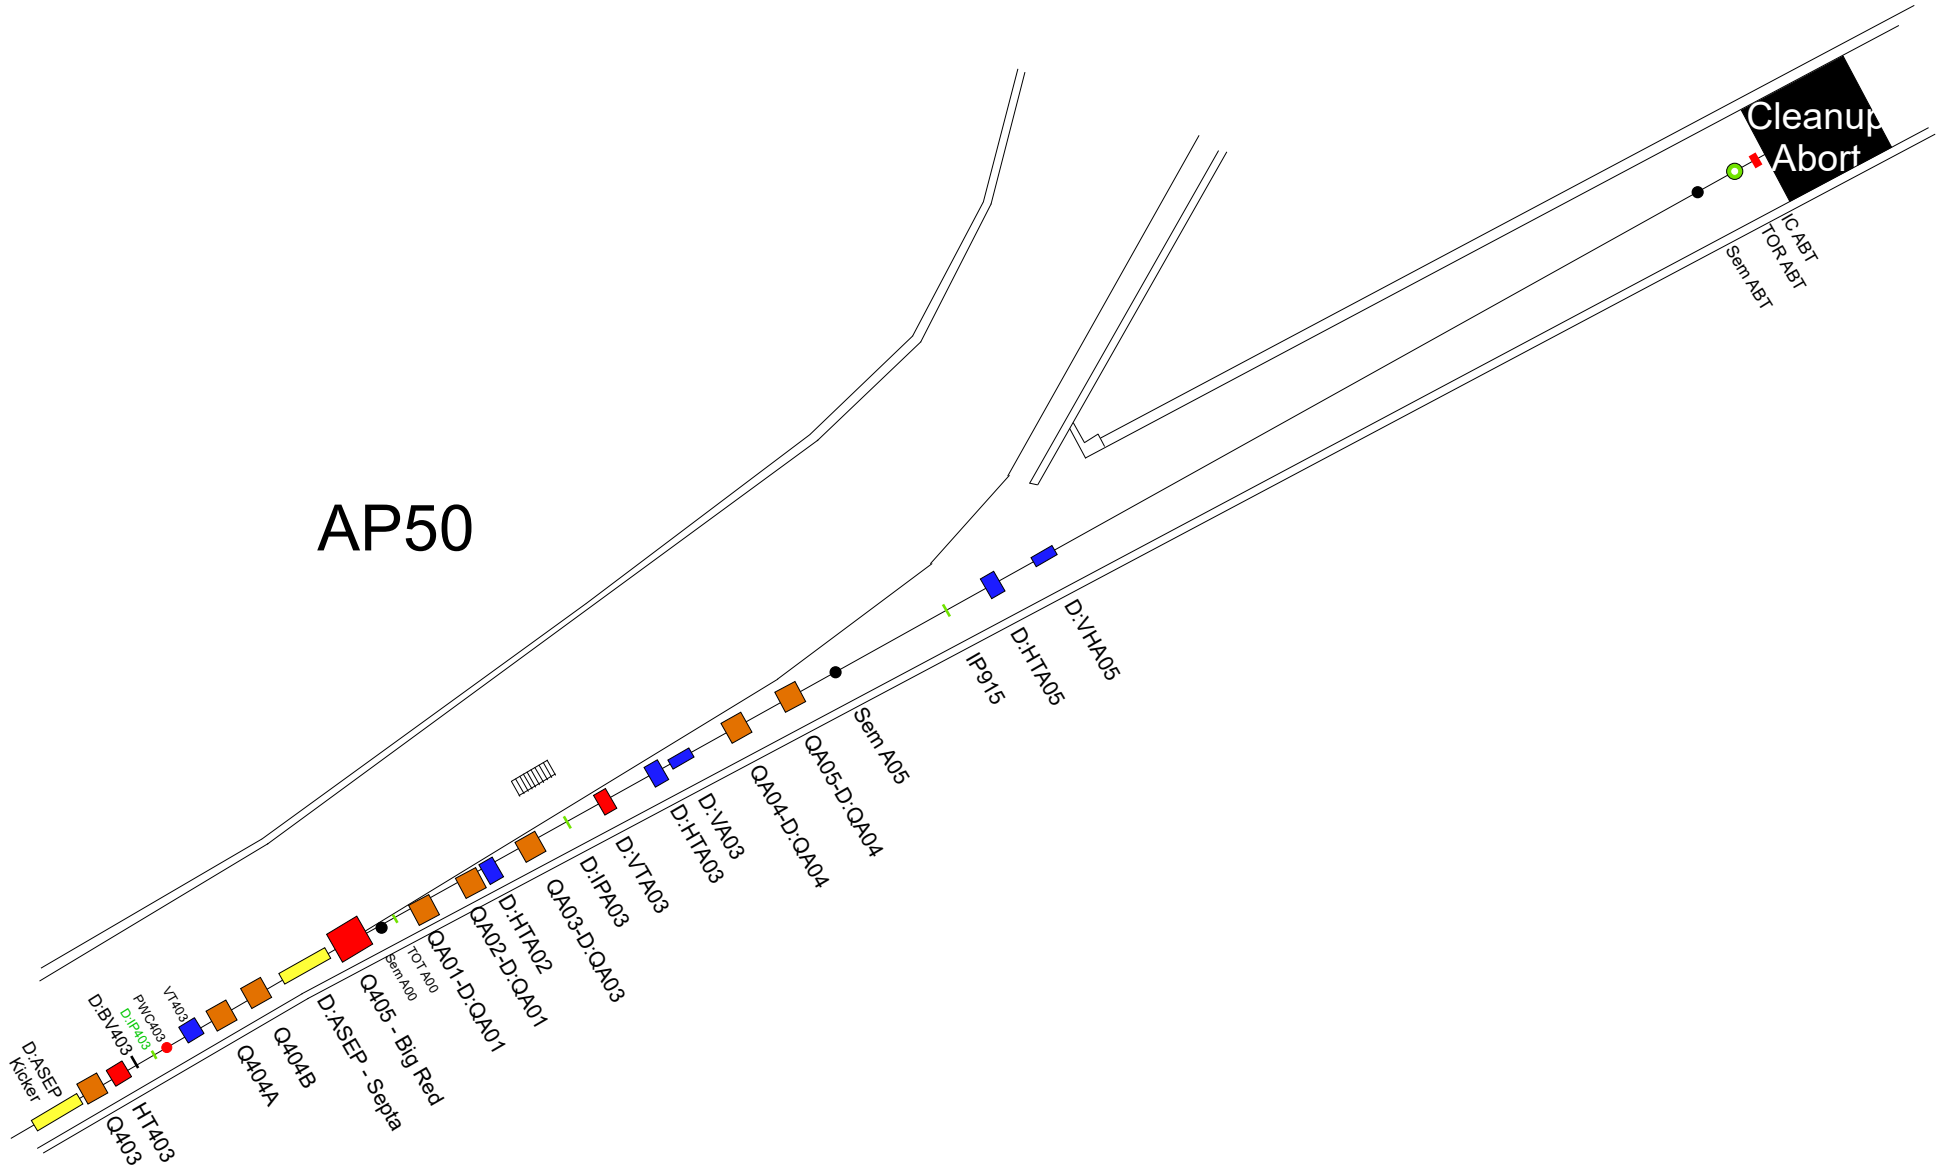 Cleanup
Abort
IC ABT
TOR ABT
Sem ABT
AP50
D:VHA05
D:HTA05
IP915
Sem A05
QA05-D:QA04
QA04-D:QA04
D:VA03
D:HTA03
D:VTA03
D:IPA03
QA03-D:QA03
D:HTA02
QA02-D:QA01
QA01-D:QA01
TOT A00
Sem A00
Q405 - Big Red
D:ASEP - Septa
Q404B
Q404A
VT403
PWC403
D:IP403
D:BV403
HT403
Q403
D:ASEP
Kicker